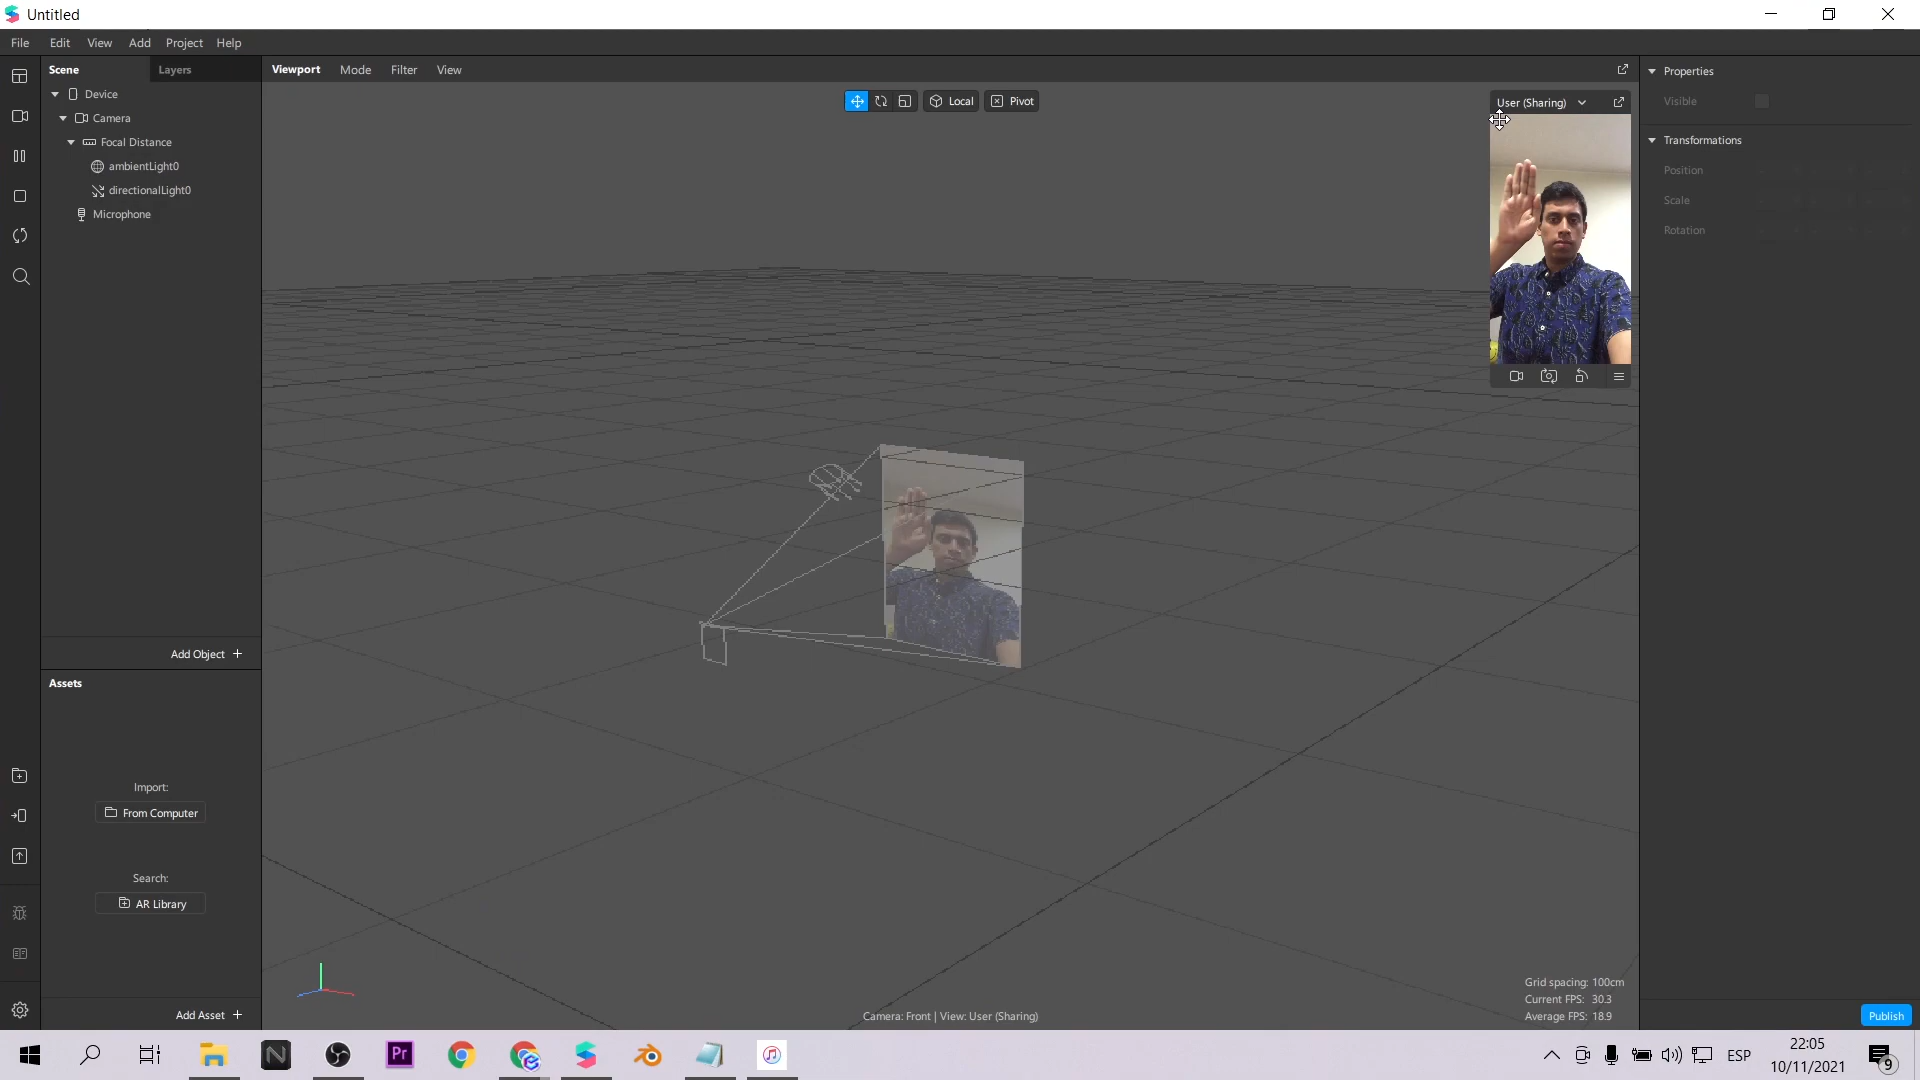 Untitled
File Edit View Add Project Help
Scene Layers
Device
Camera
Focal Distance
ambientLight0
directionalLight0
Microphone
Add Object +
Assets
Import:
From Computer
Search:
AR Library
Add Asset +
Viewport Mode Filter View
Local Pivot
User (Sharing)
Camera: Front | View: User (Sharing)
Grid spacing: 100cm
Current FPS: 30.3
Average FPS: 18.9
Properties
Visible
Transformations
Position
Scale
Rotation
Publish
N
Pr
ESP
22:05
10/11/2021
9